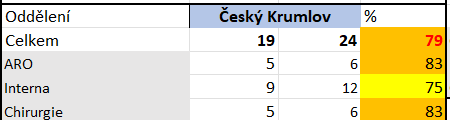 Oddělení Český Krumlov %
Celkem 19 24 79
ARO 5 6 83
Interna 9 12 75
Chirurgie 5 6 83